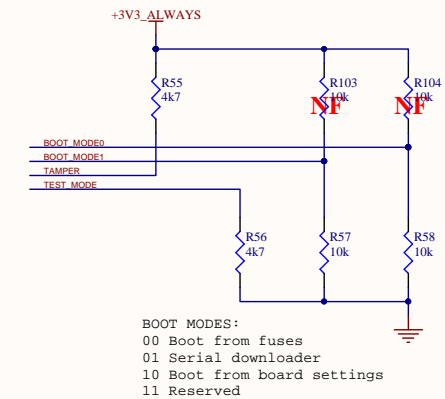 +3V3_ALWAYS
R55
4k7
R103
10k
NF
R104
10k
NF
BOOT_MODE0
BOOT_MODE1
TAMPER
TEST_MODE
R56
4k7
R57
10k
R58
10k
BOOT MODES:
00 Boot from fuses
01 Serial downloader
10 Boot from board settings
11 Reserved